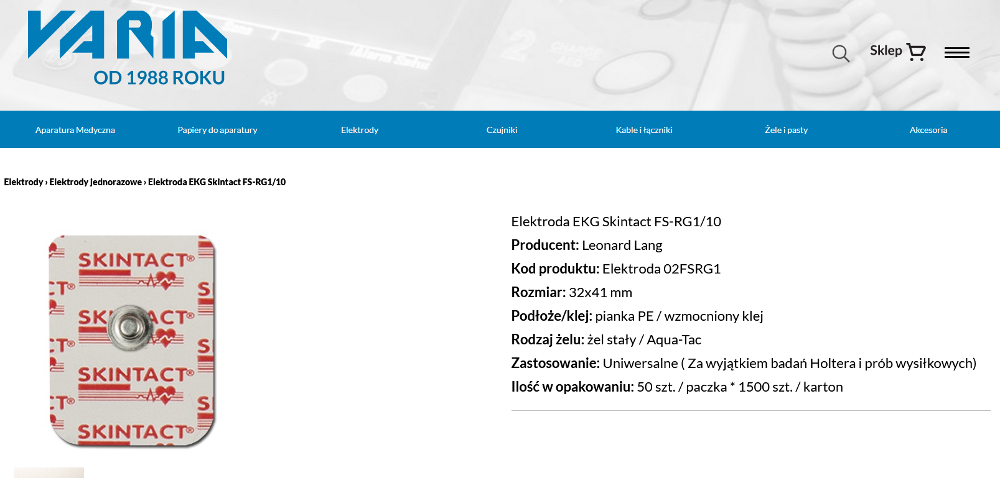 VARIA
OD 1988 ROKU
Sklep
Aparatura Medyczna
Papiery do aparatury
Elektrody
Czujniki
Kable i łączniki
Żele i pasty
Akcesoria
Elektrody › Elektrody jednorazowe › Elektroda EKG Skintact FS-RG1/10
SKINTACT®
SKINTACT®
SKINTACT®
Elektroda EKG Skintact FS-RG1/10
Producent: Leonard Lang
Kod produktu: Elektroda 02FSRG1
Rozmiar: 32x41 mm
Podłoże/klej: pianka PE / wzmocniony klej
Rodzaj żelu: żel stały / Aqua-Tac
Zastosowanie: Uniwersalne ( Za wyjątkiem badań Holtera i prób wysiłkowych)
Ilość w opakowaniu: 50 szt. / paczka * 1500 szt. / karton